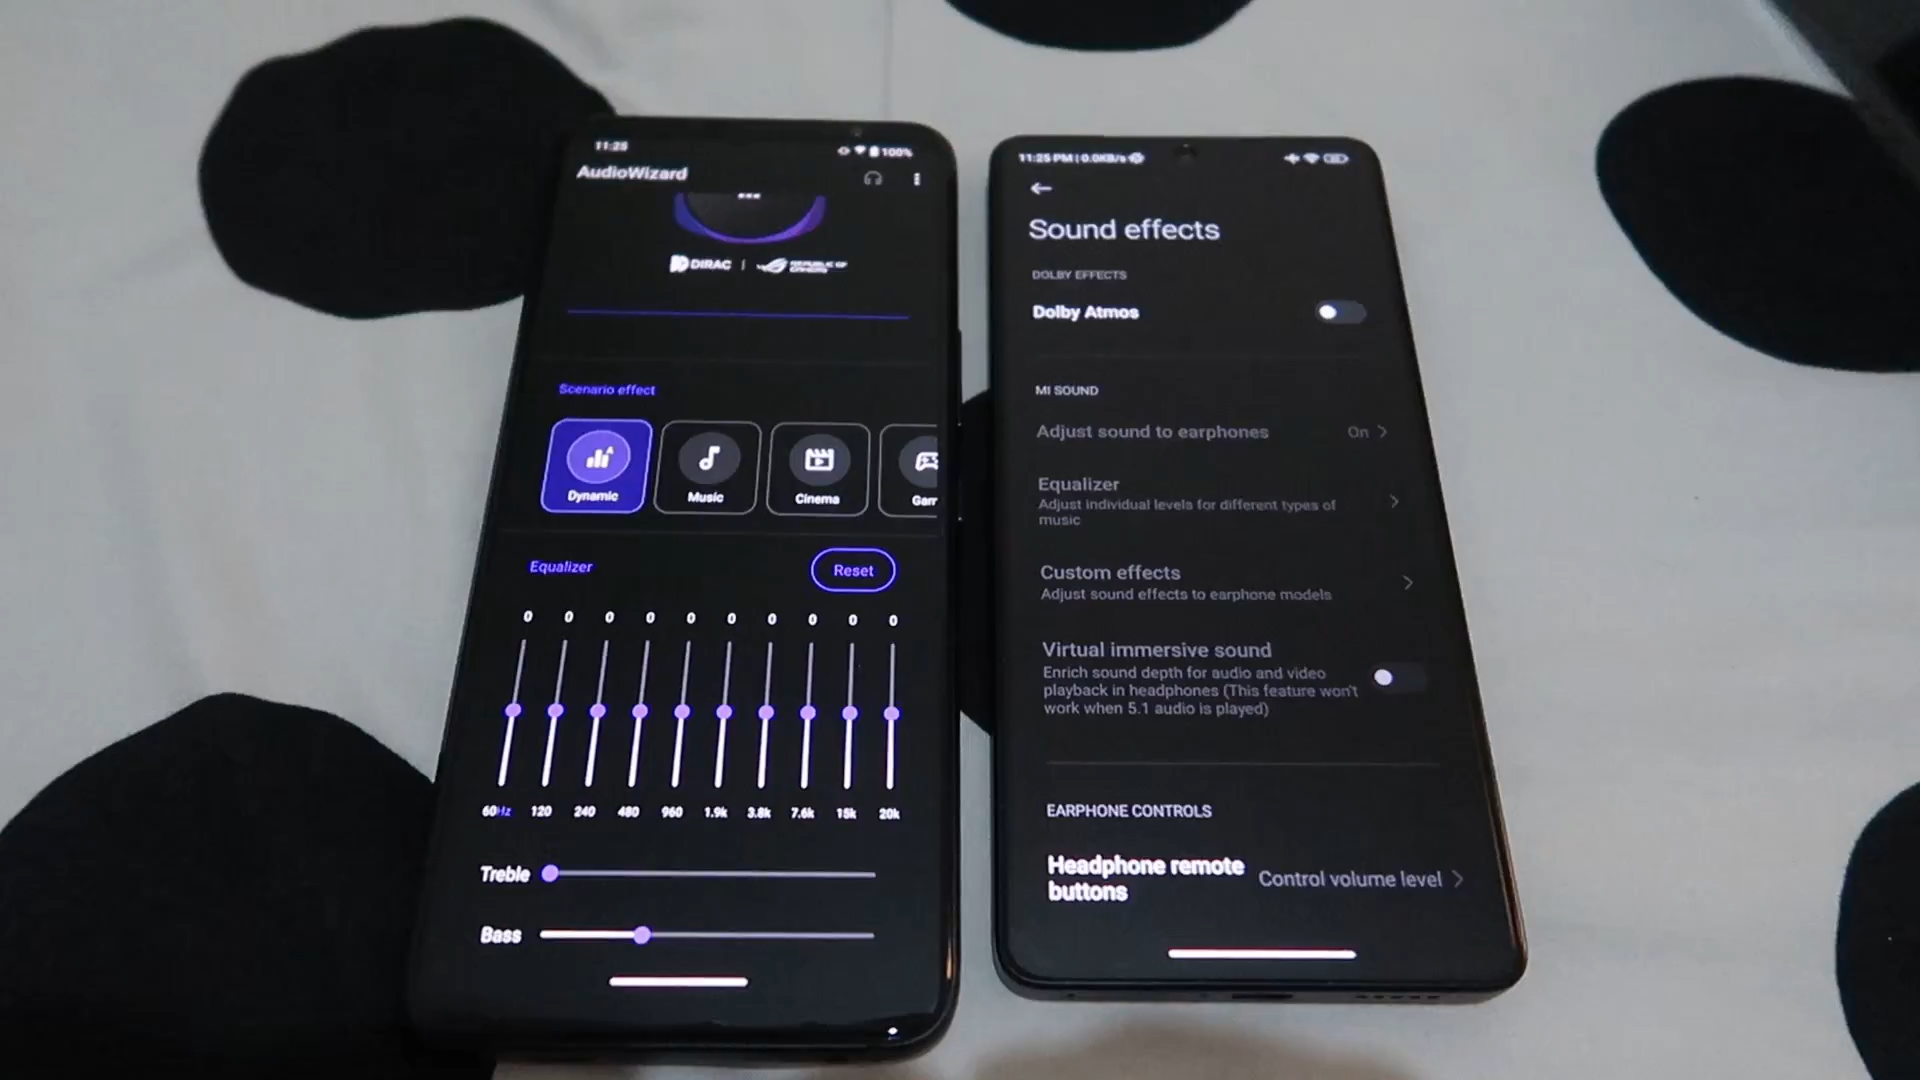 11:25
100%
AudioWizard
DIRAC
REPUBLIC OF
GAMERS
Scenario effect
Dynamic
Music
Cinema
Gam
Equalizer
Reset
0 0 0 0 0 0 0 0 0 0
60Hz 120 240 480 960 1.9k 3.8k 7.6k 15k 20k
Treble
Bass
11:25 PM | 0.0KB/s
Sound effects
DOLBY EFFECTS
Dolby Atmos
MI SOUND
Adjust sound to earphones On
Equalizer
Adjust individual levels for different types of
music
Custom effects
Adjust sound effects to earphone models
Virtual immersive sound
Enrich sound depth for audio and video
playback in headphones (This feature won't
work when 5.1 audio is played)
EARPHONE CONTROLS
Headphone remote
buttons
Control volume level